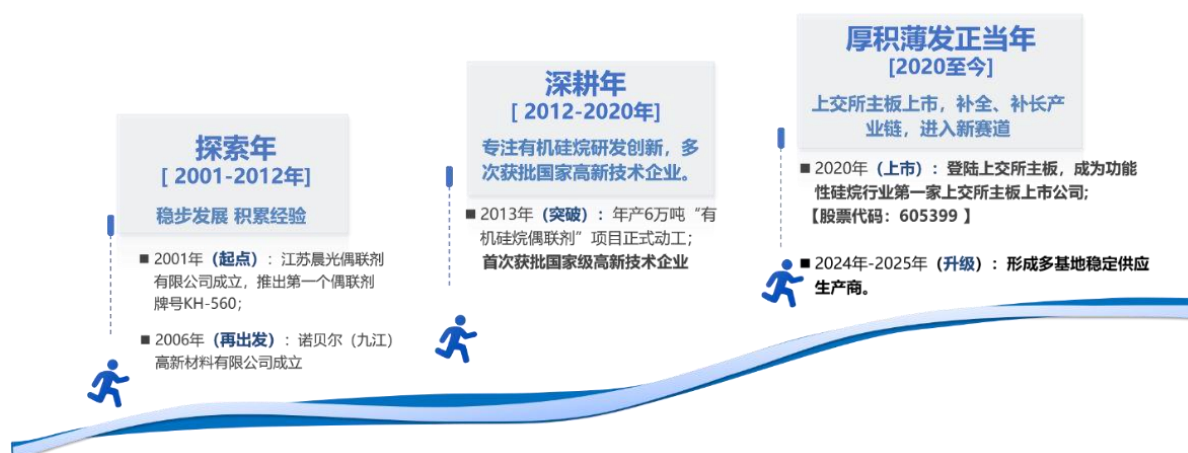 探索年
[ 2001-2012年]
稳步发展 积累经验
■ 2001年（起点）：江苏晨光偶联剂
有限公司成立，推出第一个偶联剂
牌号KH-560；
■ 2006年（再出发）：诺贝尔（九江）
高新材料有限公司成立
深耕年
[ 2012-2020年]
专注有机硅烷研发创新，多
次获批国家高新技术企业。
■ 2013年（突破）：年产6万吨“有
机硅烷偶联剂”项目正式动工；
首次获批国家级高新技术企业
厚积薄发正当年
[2020至今]
上交所主板上市，补全、补长产
业链，进入新赛道
■ 2020年（上市）：登陆上交所主板，成为功能
性硅烷行业第一家上交所主板上市公司；
【股票代码：605399 】
■ 2024年-2025年（升级）：形成多基地稳定供应
生产商。